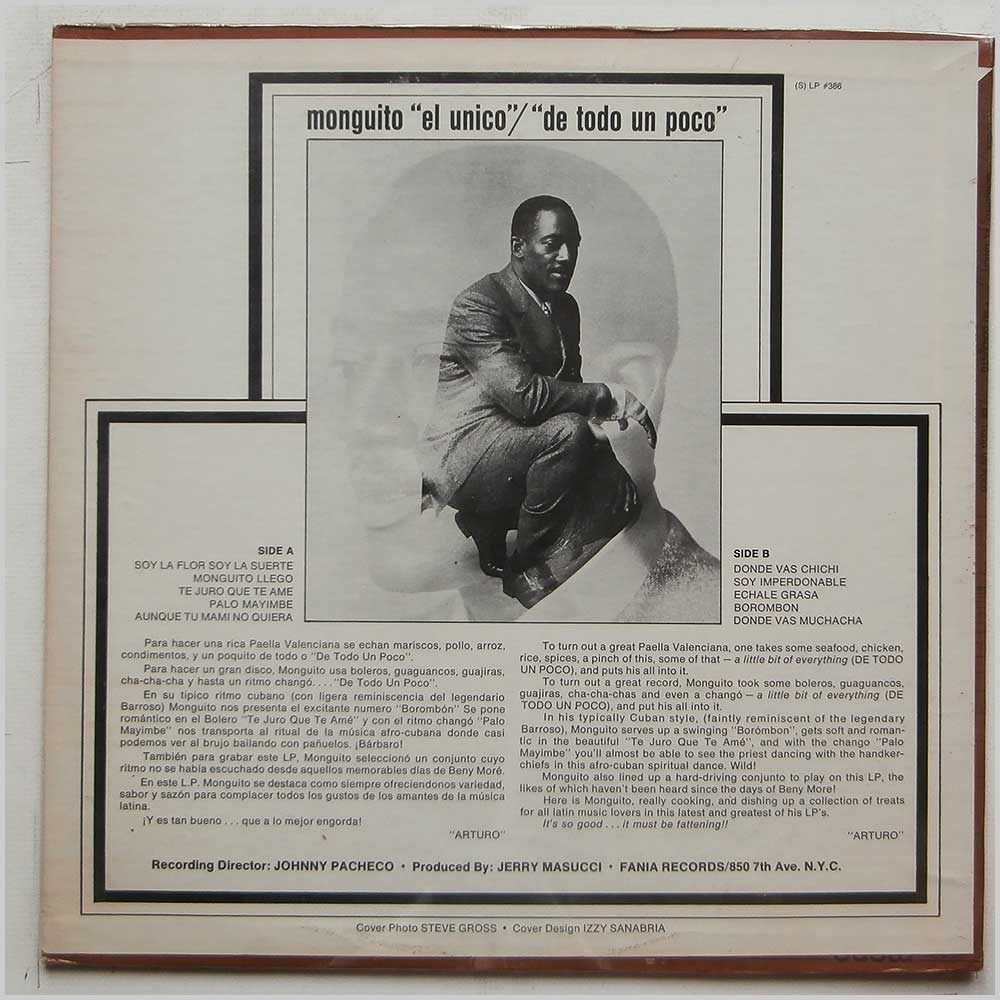 (S) LP #386
monguito "el unico"/"de todo un poco"
SIDE A
SOY LA FLOR SOY LA SUERTE
MONGUITO LLEGO
TE JURO QUE TE AME
PALO MAYIMBE
AUNQUE TU MAMI NO QUIERA
SIDE B
DONDE VAS CHICHI
SOY IMPERDONABLE
ECHALE GRASA
BOROMBON
DONDE VAS MUCHACHA
Para hacer una rica Paella Valenciana se echan mariscos, pollo, arroz,
condimentos, y un poquito de todo o "De Todo Un Poco".
Para hacer un gran disco, Monguito usa boleros, guaguancos, guajiras,
cha-cha-cha y hasta un ritmo changó. . . . "De Todo Un Poco".
En su típico ritmo cubano (con ligera reminiscencia del legendario
Barroso) Monguito nos presenta el excitante numero "Borombón" Se pone
romántico en el Bolero "Te Juro Que Te Amé" y con el ritmo changó "Palo
Mayimbe" nos transporta al ritual de la música afro-cubana donde casi
podemos ver al brujo bailando con pañuelos. ¡Bárbaro!
También para grabar este LP, Monguito seleccionó un conjunto cuyo
ritmo no se había escuchado desde aquellos memorables días de Beny Moré.
En este L.P. Monguito se destaca como siempre ofreciendonos variedad,
sabor y sazón para complacer todos los gustos de los amantes de la música
latina.
¡Y es tan bueno . . . que a lo mejor engorda!
"ARTURO"
To turn out a great Paella Valenciana, one takes some seafood, chicken,
rice, spices, a pinch of this, some of that — a little bit of everything (DE TODO
UN POCO), and puts his all into it.
To turn out a great record, Monguito took some boleros, guaguancos,
guajiras, cha-cha-chas and even a changó — a little bit of everything (DE
TODO UN POCO), and put his all into it.
In his typically Cuban style, (faintly reminiscent of the legendary
Barroso), Monguito serves up a swinging "Borómbon", gets soft and roman-
tic in the beautiful "Te Juro Que Te Amé", and with the chango "Palo
Mayimbe" you'll almost be able to see the priest dancing with the handker-
chiefs in this afro-cuban spiritual dance. Wild!
Monguito also lined up a hard-driving conjunto to play on this LP, the
likes of which haven't been heard since the days of Beny More!
Here is Monguito, really cooking, and dishing up a collection of treats
for all latin music lovers in this latest and greatest of his LP's.
It's so good . . . it must be fattening!!
"ARTURO"
Recording Director: JOHNNY PACHECO • Produced By: JERRY MASUCCI • FANIA RECORDS/850 7th Ave. N.Y.C.
Cover Photo STEVE GROSS • Cover Design IZZY SANABRIA